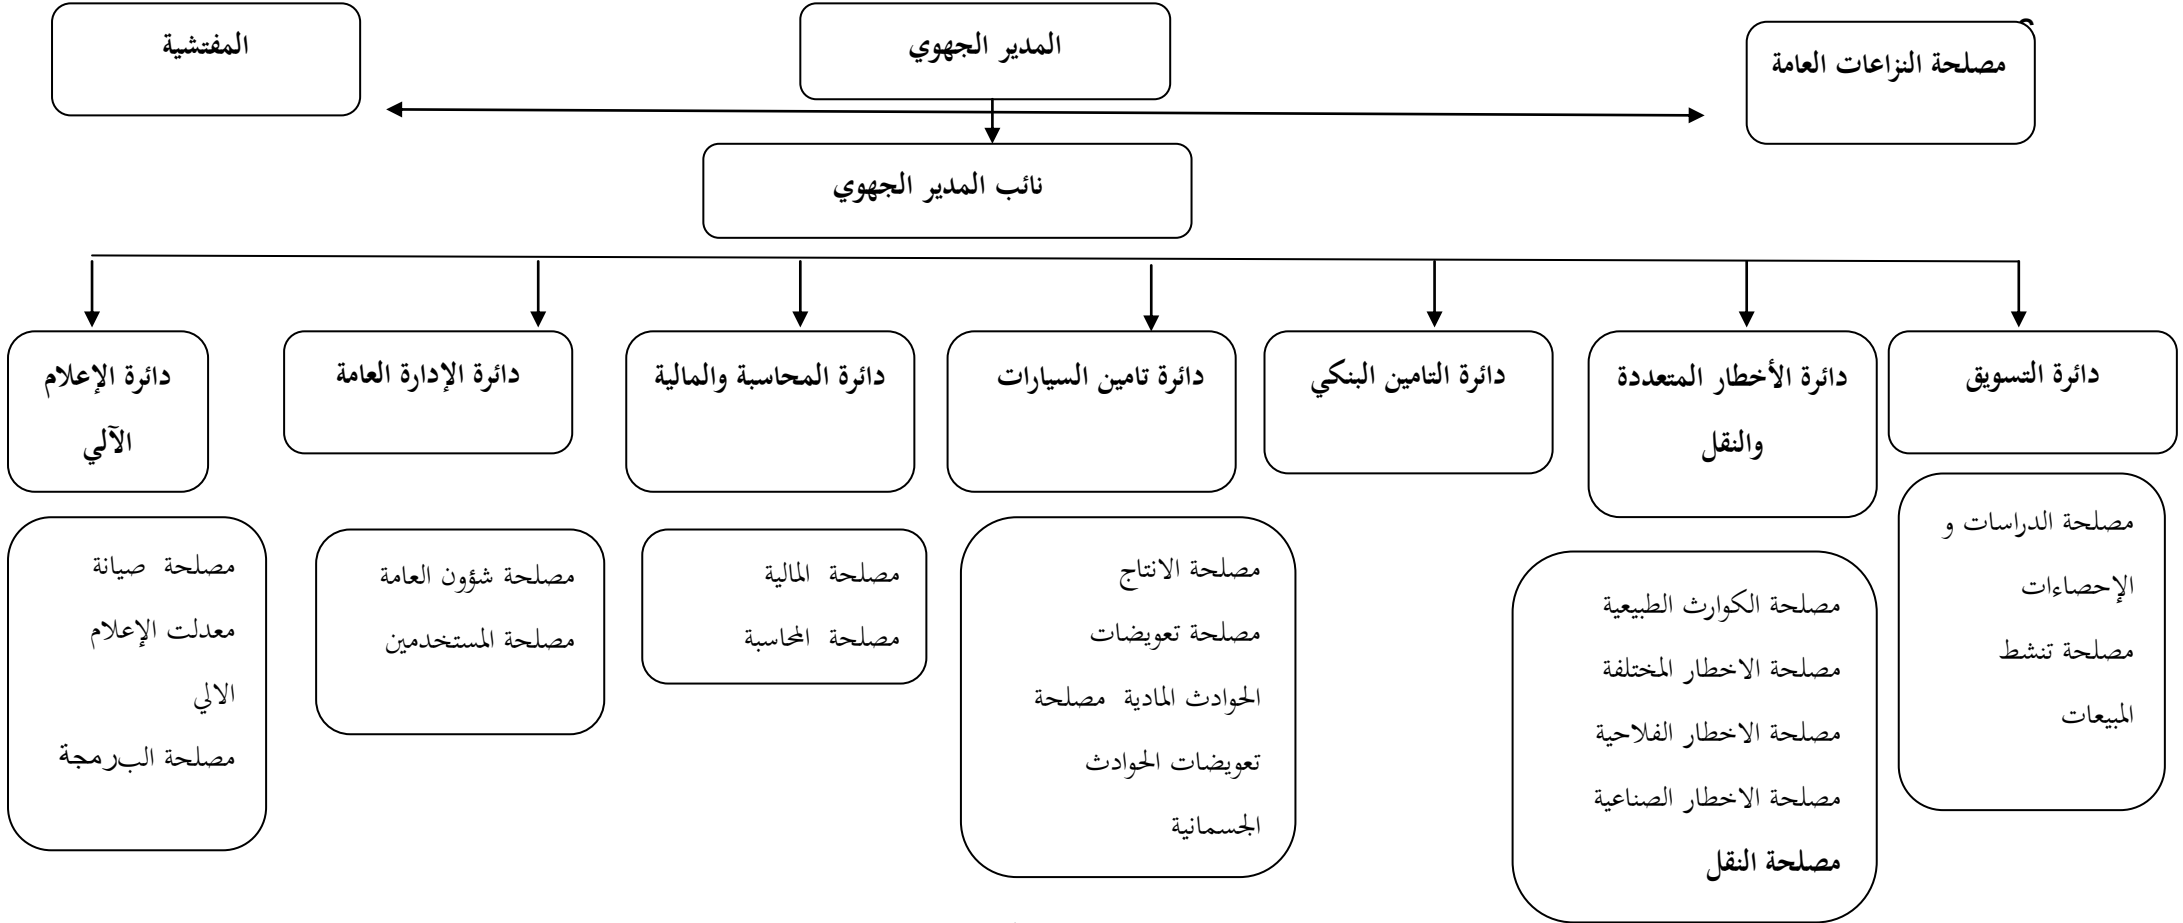 مصلحة النزاعات العامة
المدير الجهوي
المفتشية
نائب المدير الجهوي
دائرة التسويق
دائرة الأخطار المتعددة
والنقل
دائرة التامين البنكي
دائرة تامين السيارات
دائرة المحاسبة والمالية
دائرة الإدارة العامة
دائرة الإعلام
الآلي
مصلحة الدراسات و
الإحصاءات
مصلحة تنشط
المبيعات
مصلحة الكوارث الطبيعية
مصلحة الاخطار المختلفة
مصلحة الاخطار الفلاحية
مصلحة الاخطار الصناعية
مصلحة النقل
مصلحة الانتاج
مصلحة تعويضات
الحوادث المادية مصلحة
تعويضات الحوادث
الجسمانية
مصلحة المالية
مصلحة المحاسبة
مصلحة شؤون العامة
مصلحة المستخدمين
مصلحة صيانة
معدلت الإعلام
الالي
مصلحة البرمجة